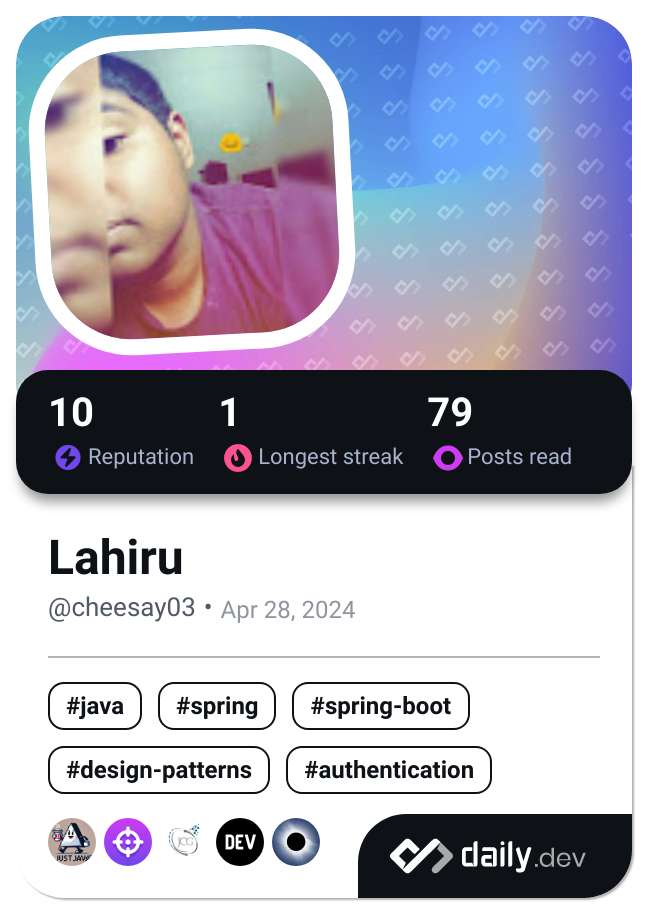 10 1 79
Reputation Longest streak Posts read
Lahiru
@cheesay03 • Apr 28, 2024
#java #spring #spring-boot
#design-patterns #authentication
JUST JAVA JCG DEV
daily.dev